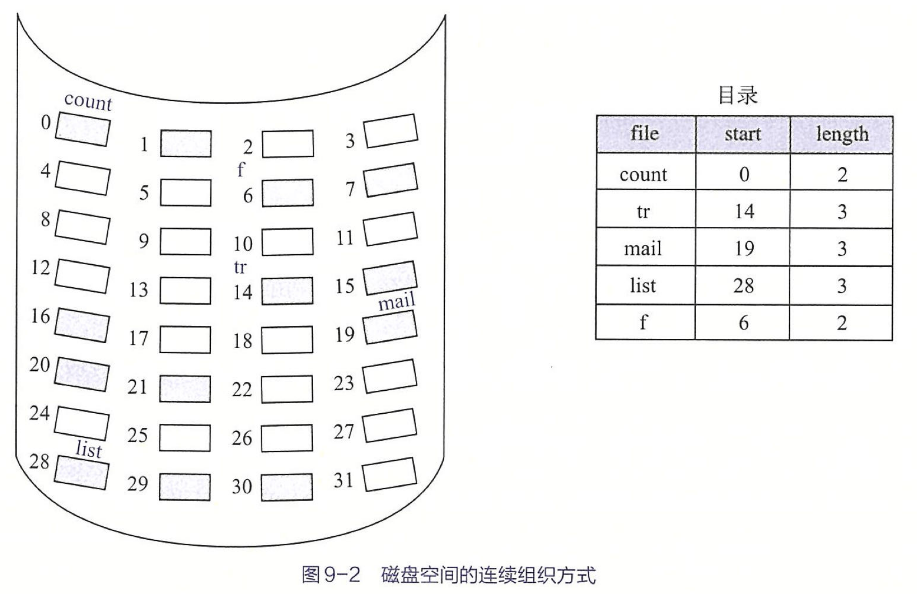 count
0 1 2 3
f
4 5 6 7
8 9 10 11
tr
12 13 14 15
mail
16 17 18 19
20 21 22 23
24 25 26 27
list
28 29 30 31
目录
file start length
count 0 2
tr 14 3
mail 19 3
list 28 3
f 6 2
图9-2 磁盘空间的连续组织方式